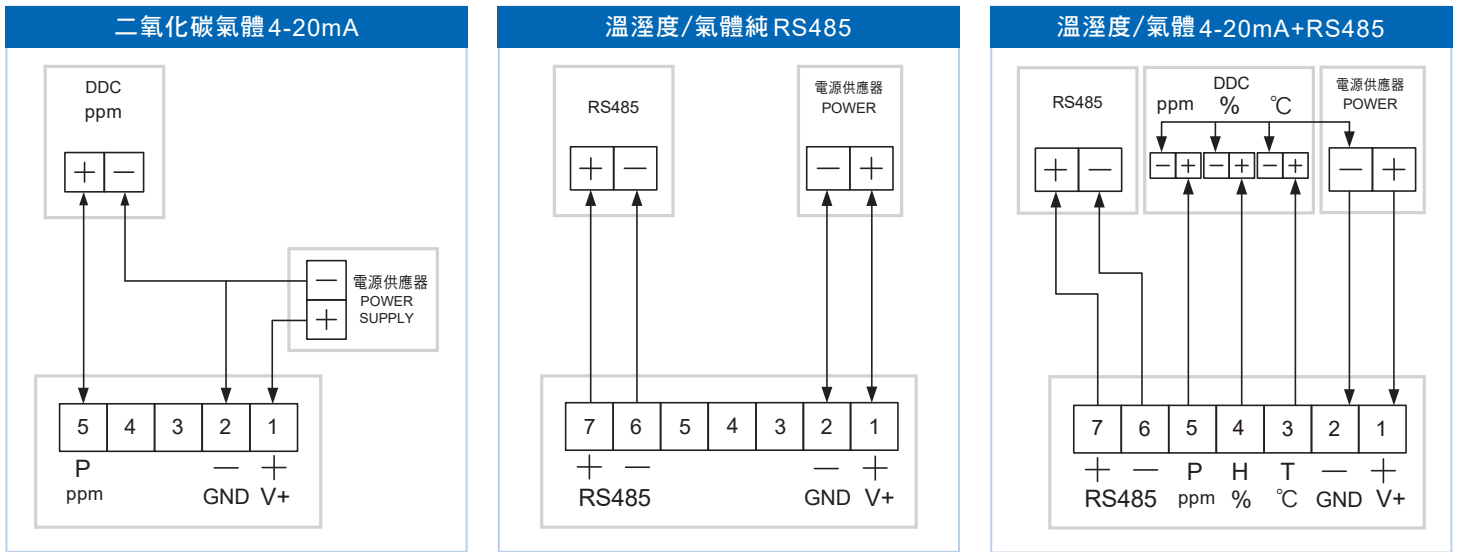 二氧化碳氣體4-20mA
DDC
ppm
+ −
− 電源供應器
POWER
+ SUPPLY
5 4 3 2 1
P — +
ppm GND V+
溫溼度/氣體純RS485
RS485
電源供應器
POWER
+ −
− +
7 6 5 4 3 2 1
+ — — +
RS485 GND V+
溫溼度/氣體4-20mA+RS485
RS485
DDC
ppm % ℃
電源供應器
POWER
+ −
− + − + − +
− +
7 6 5 4 3 2 1
+ — P H T — +
RS485 ppm % ℃ GND V+